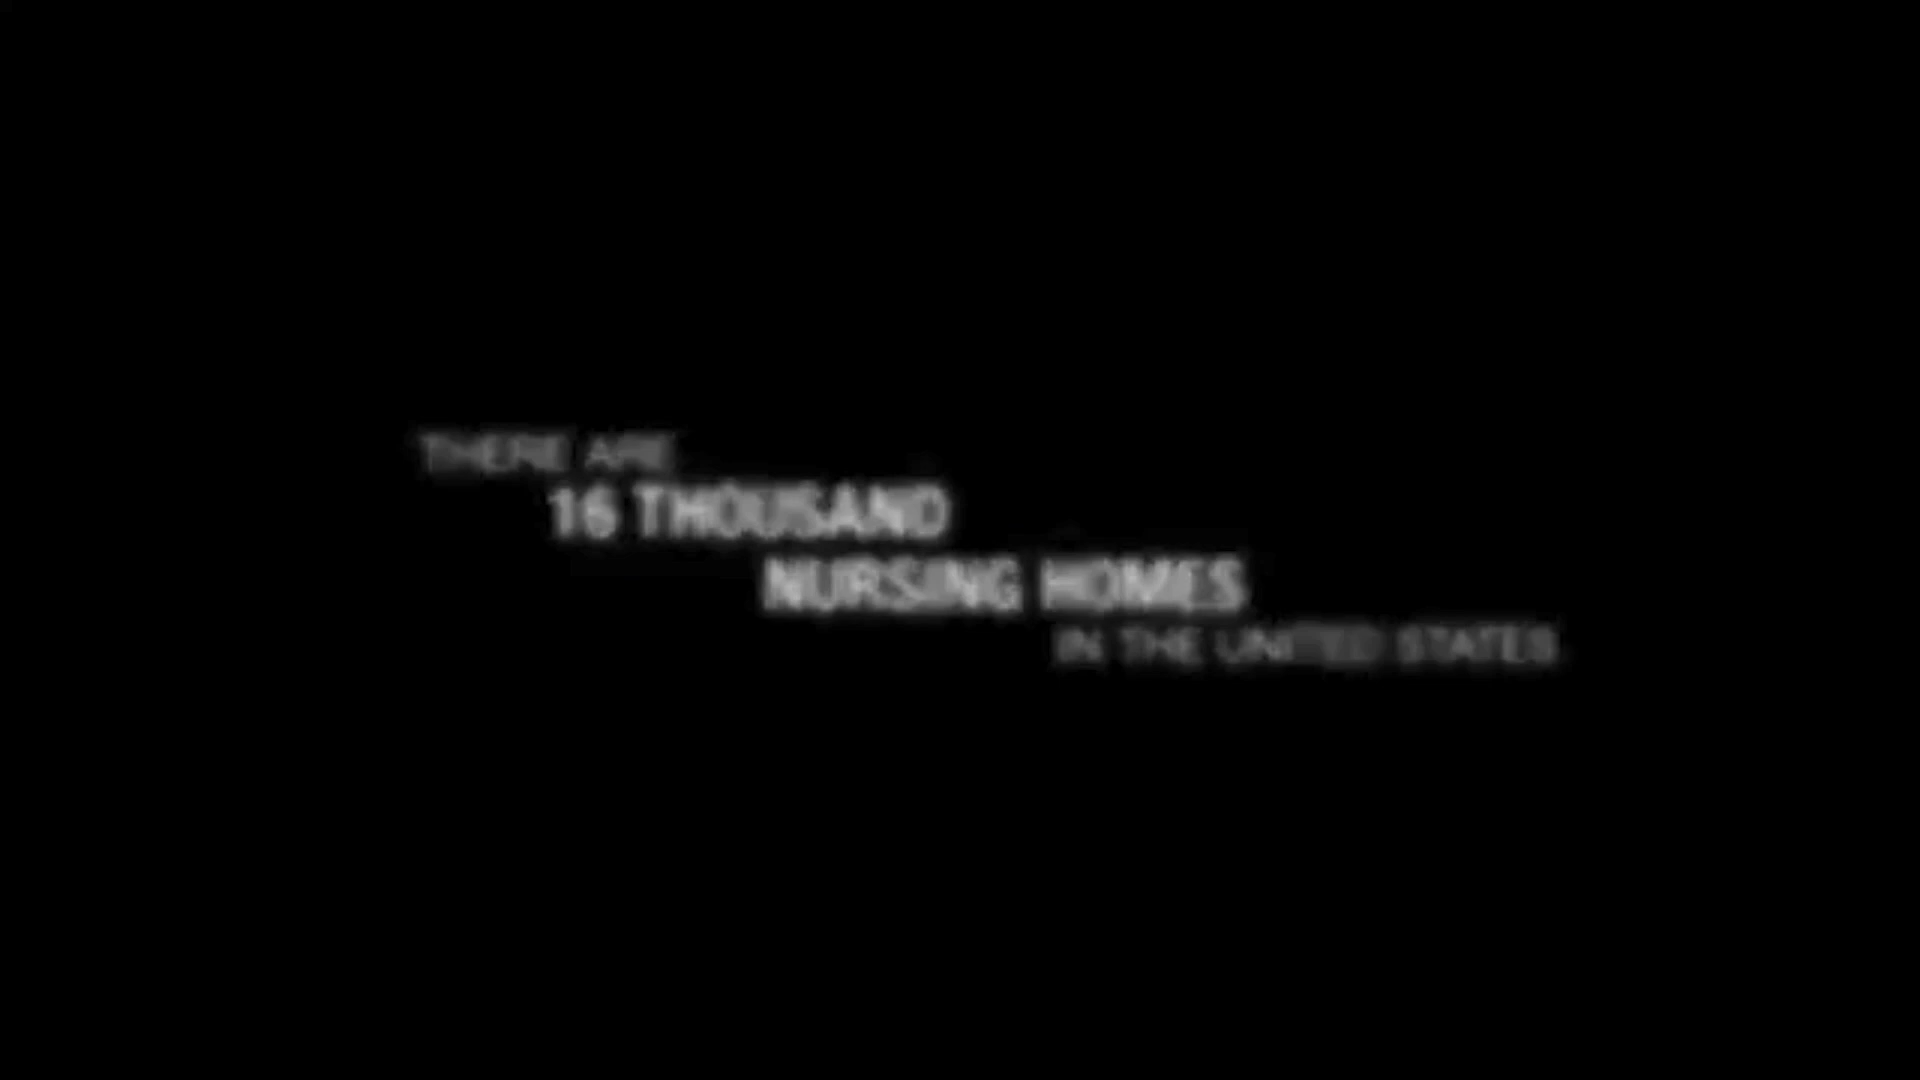 THERE ARE
16 THOUSAND
NURSING HOMES
IN THE UNITED STATES